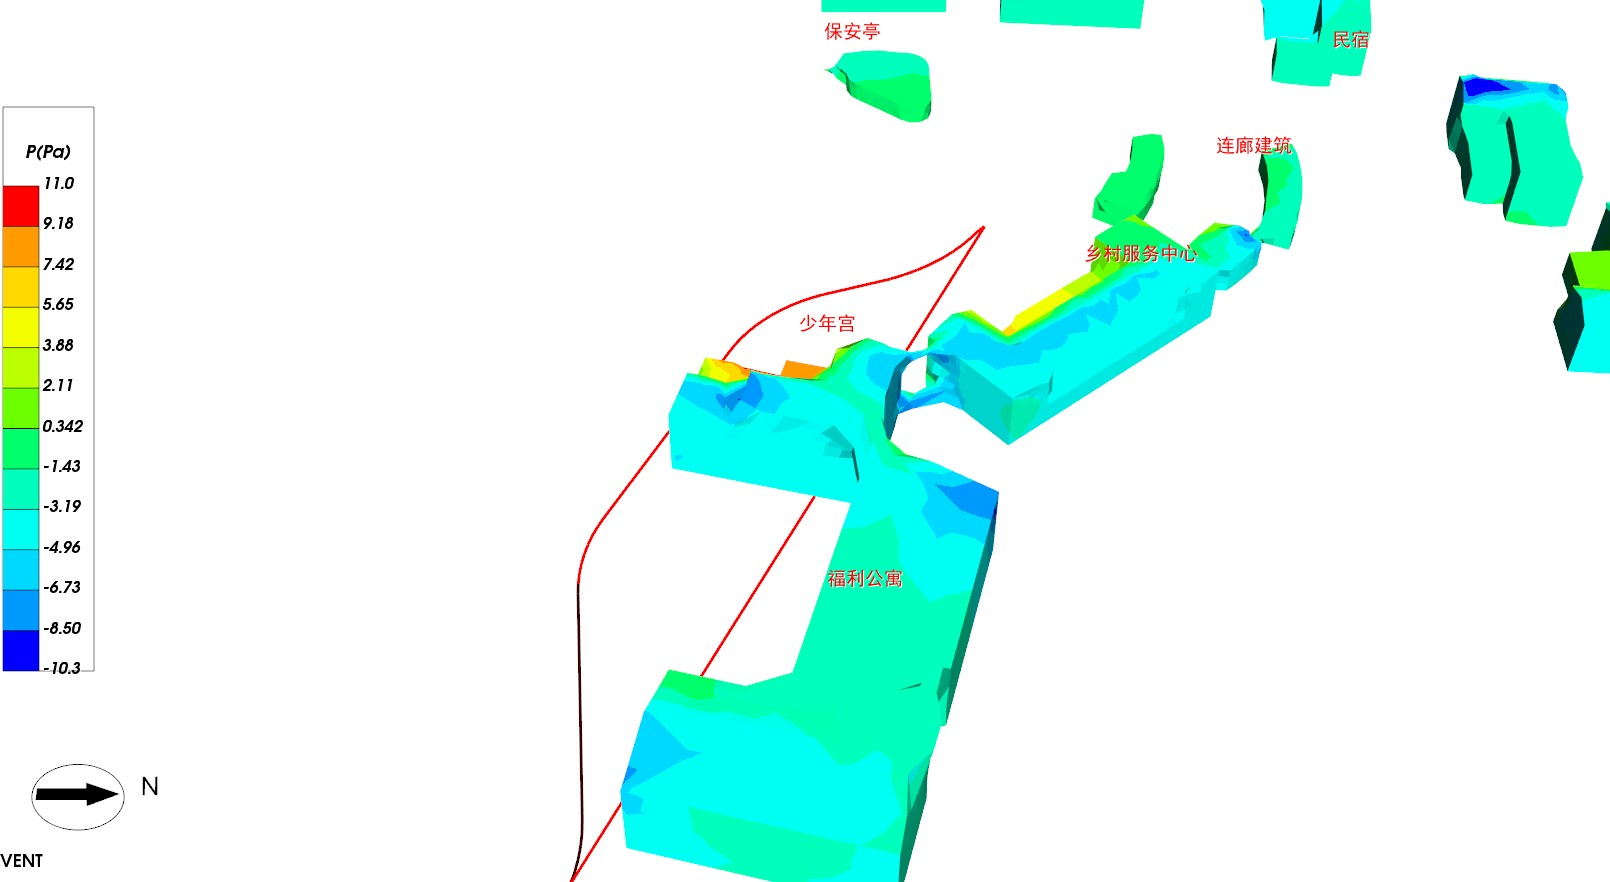 保安亭
民宿
连廊建筑
P(Pa)
11.0
9.18
7.42
5.65
3.88
2.11
0.342
-1.43
-3.19
-4.96
-6.73
-8.50
-10.3
乡村服务中心
少年宫
福利公寓
N
VENT